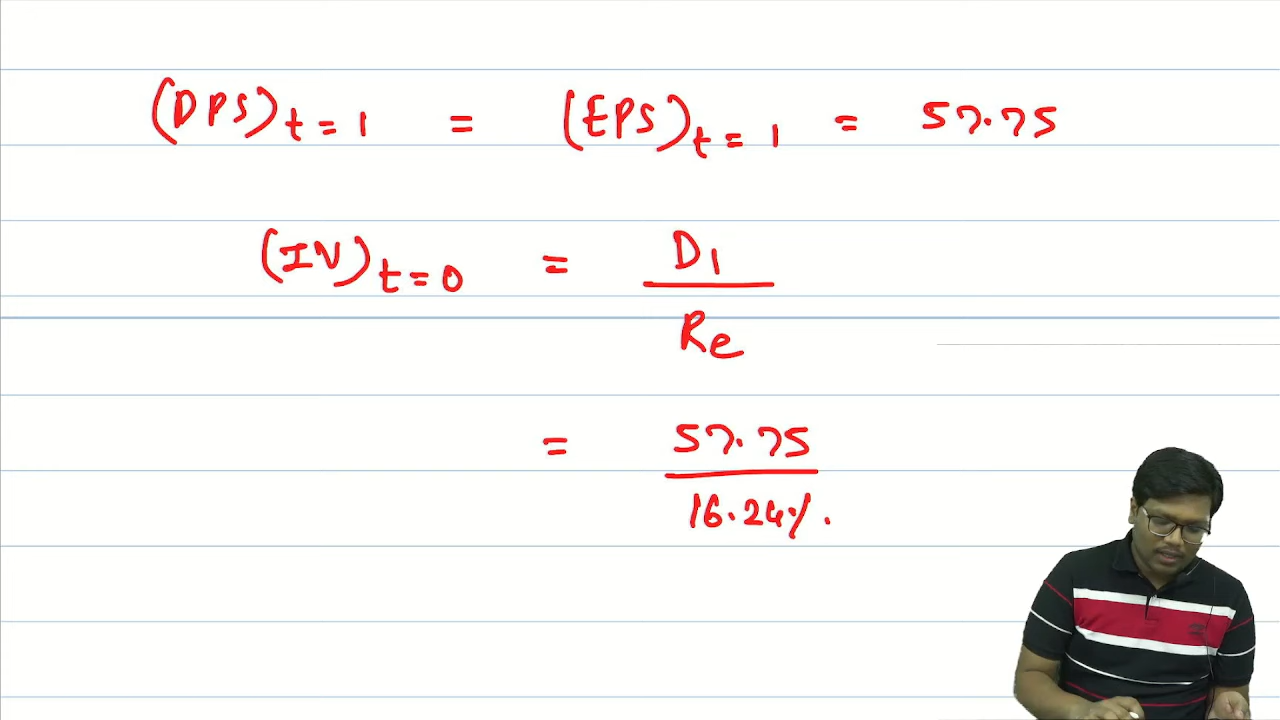 (DPS)t=1 = (EPS)t=1 = 57.75
(IV)t=0 = D1
Re
= 57.75
16.24%.